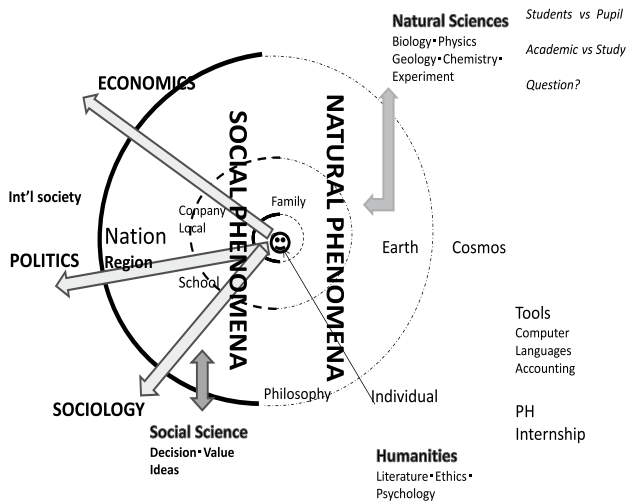 Natural Sciences
Biology・Physics
Geology・Chemistry・
Experiment
Students vs Pupil
Academic vs Study
Question?
ECONOMICS
SOCIAL PHENOMENA
NATURAL PHENOMENA
Int'l society
Conpany
Local
Family
Nation
Region
POLITICS
School
Earth
Cosmos
Tools
Computer
Languages
Accounting
SOCIOLOGY
Philosophy
Individual
PH
Internship
Social Science
Decision・Value
Ideas
Humanities
Literature・Ethics・
Psychology